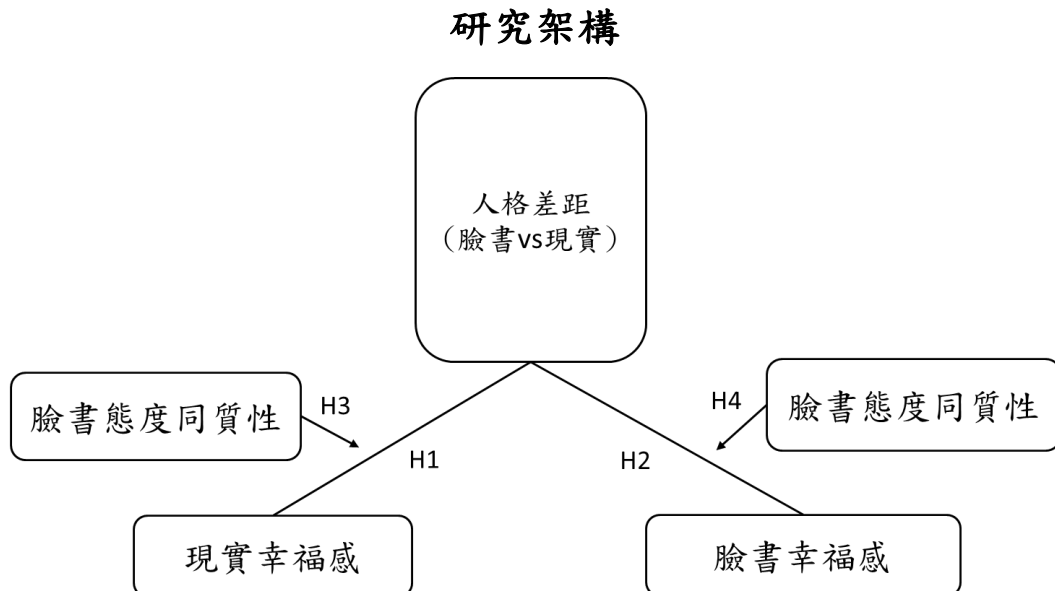 研究架構
人格差距
（臉書vs現實）
臉書態度同質性
H3
H4
臉書態度同質性
H1
H2
現實幸福感
臉書幸福感